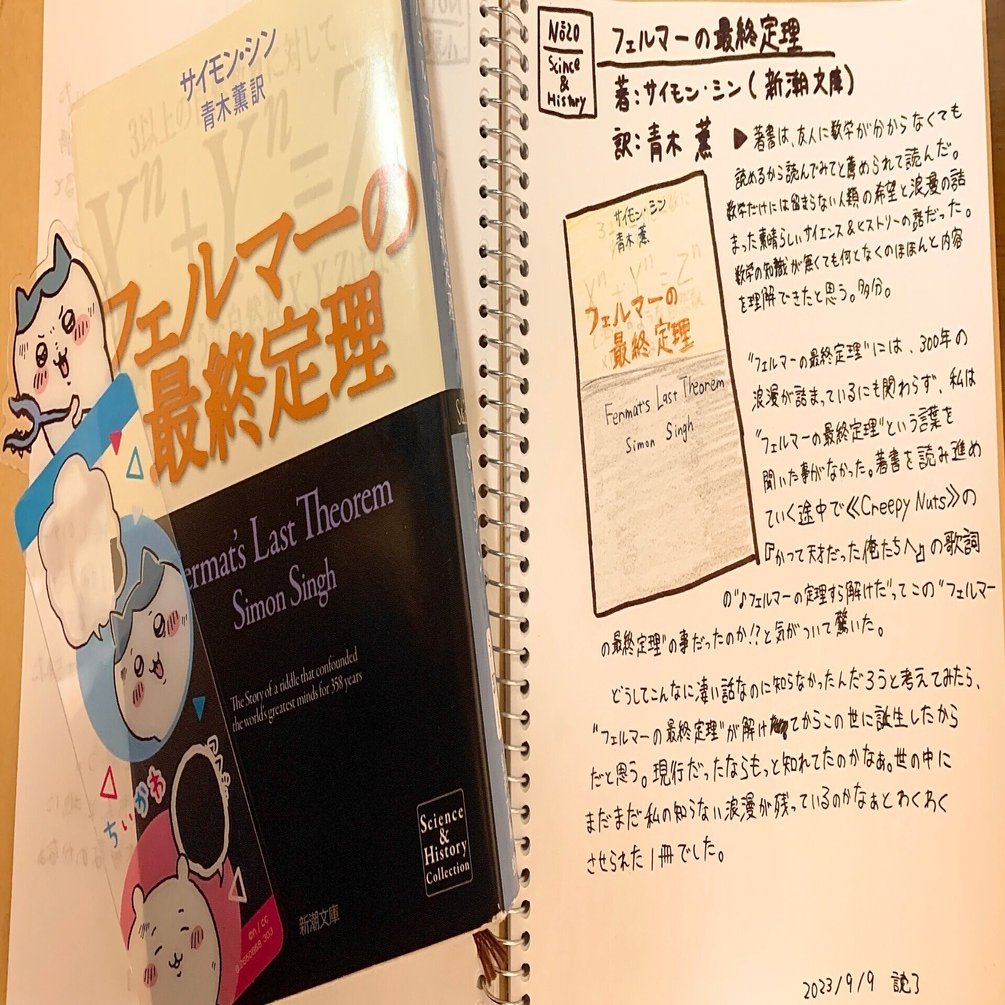 サイモン・シン
青木薫訳
3以上の
に対して
Xⁿ+Yⁿ=Z
フェルマーの
最終定理
Fermat's Last Theorem
Simon Singh
The Story of a riddle that confounded
the world's greatest minds for 358 years
Science
&
History
Collection
新潮文庫
ちいかわ
No20
Scince
&
History
フェルマーの最終定理
著:サイモン・シン(新潮文庫)
訳:青木 薫
▶著書は、友人に数学が分からなくても
読めるから読んでみてと薦められて読んだ。
数学だけには留まらない人類の希望と浪漫の詰
まった素晴らしいサイエンス&ヒストリーの話だった。
数学の知識が無くても何となくのほほんと内容
を理解できたと思う。多分。
サイモン・シン
青木 薫
Yⁿ+Yⁿ=Zⁿ
フェルマーの
最終定理
Fenmat's Last Theorem
Simon Singh
"フェルマーの最終定理"には、300年の
浪漫が詰まっているにも関わらず、私は
"フェルマーの最終定理"という言葉を
聞いた事がなかった。著書を読み進め
ていく途中で《Creepy Nuts》の
『かつて天才だった俺たちへ』の歌詞
の"♪フェルマーの定理すら解けだってこの"フェルマー
の最終定理"の事だったのか!?と気がついて驚いた。
どうしてこんなに凄い話なのに知らなかったんだろうと考えてみたら、
"フェルマーの最終定理"が解けてからこの世に誕生したから
だと思う。現行だったならもっと知れてたのかなぁ。世の中に
まだまだ私の知らない浪漫が残っているのかなぁとわくわく
させられた1冊でした。
2023/9/9 読了